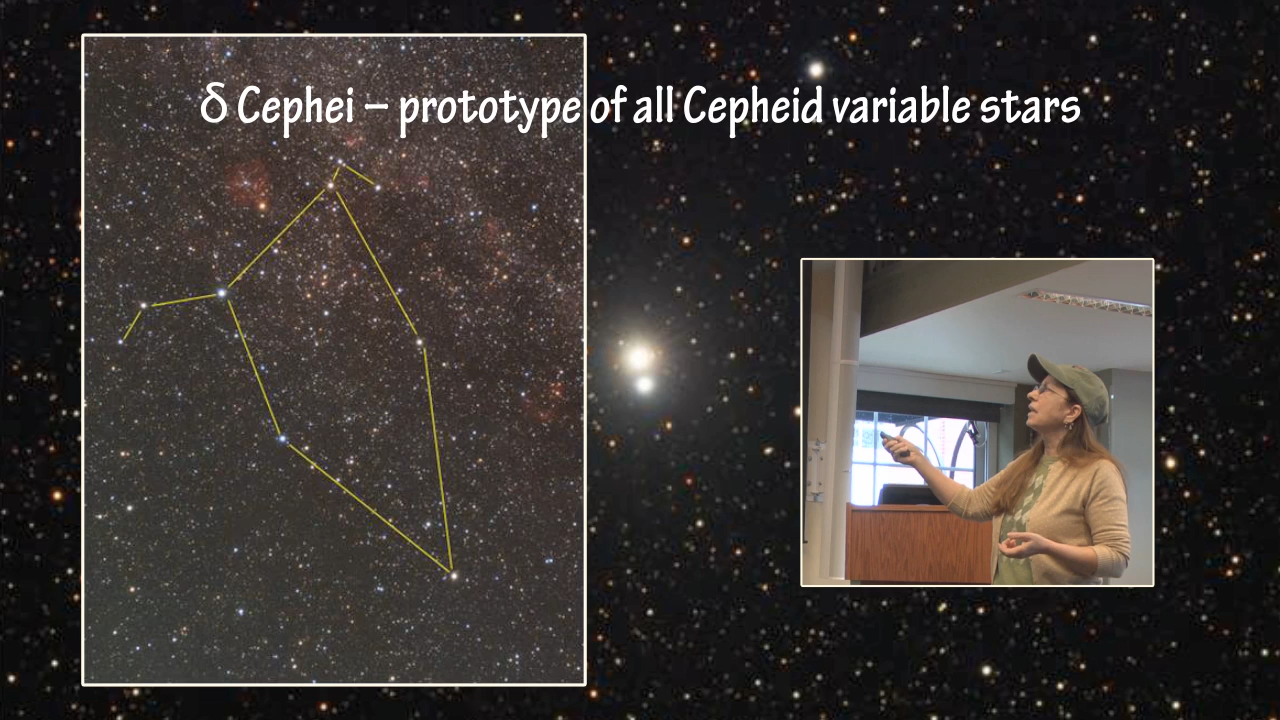 δ Cephei – prototype of all Cepheid variable stars